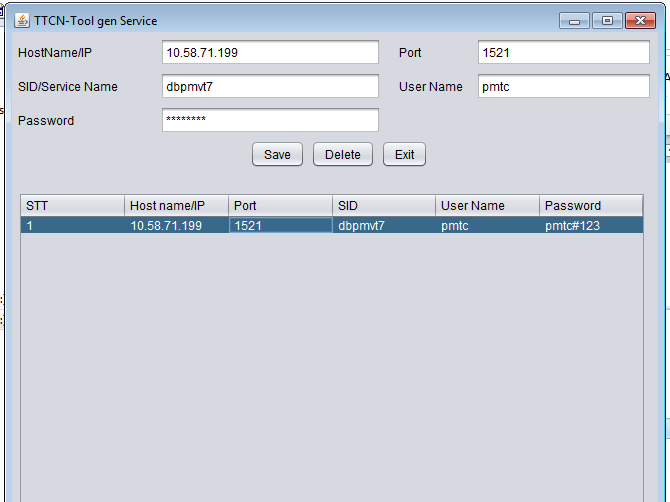 TTCN-Tool gen Service
HostName/IP 10.58.71.199 Port 1521
SID/Service Name dbpmvt7 User Name pmtc
Password ********
Save Delete Exit
STT Host name/IP Port SID User Name Password
1 10.58.71.199 1521 dbpmvt7 pmtc pmtc#123